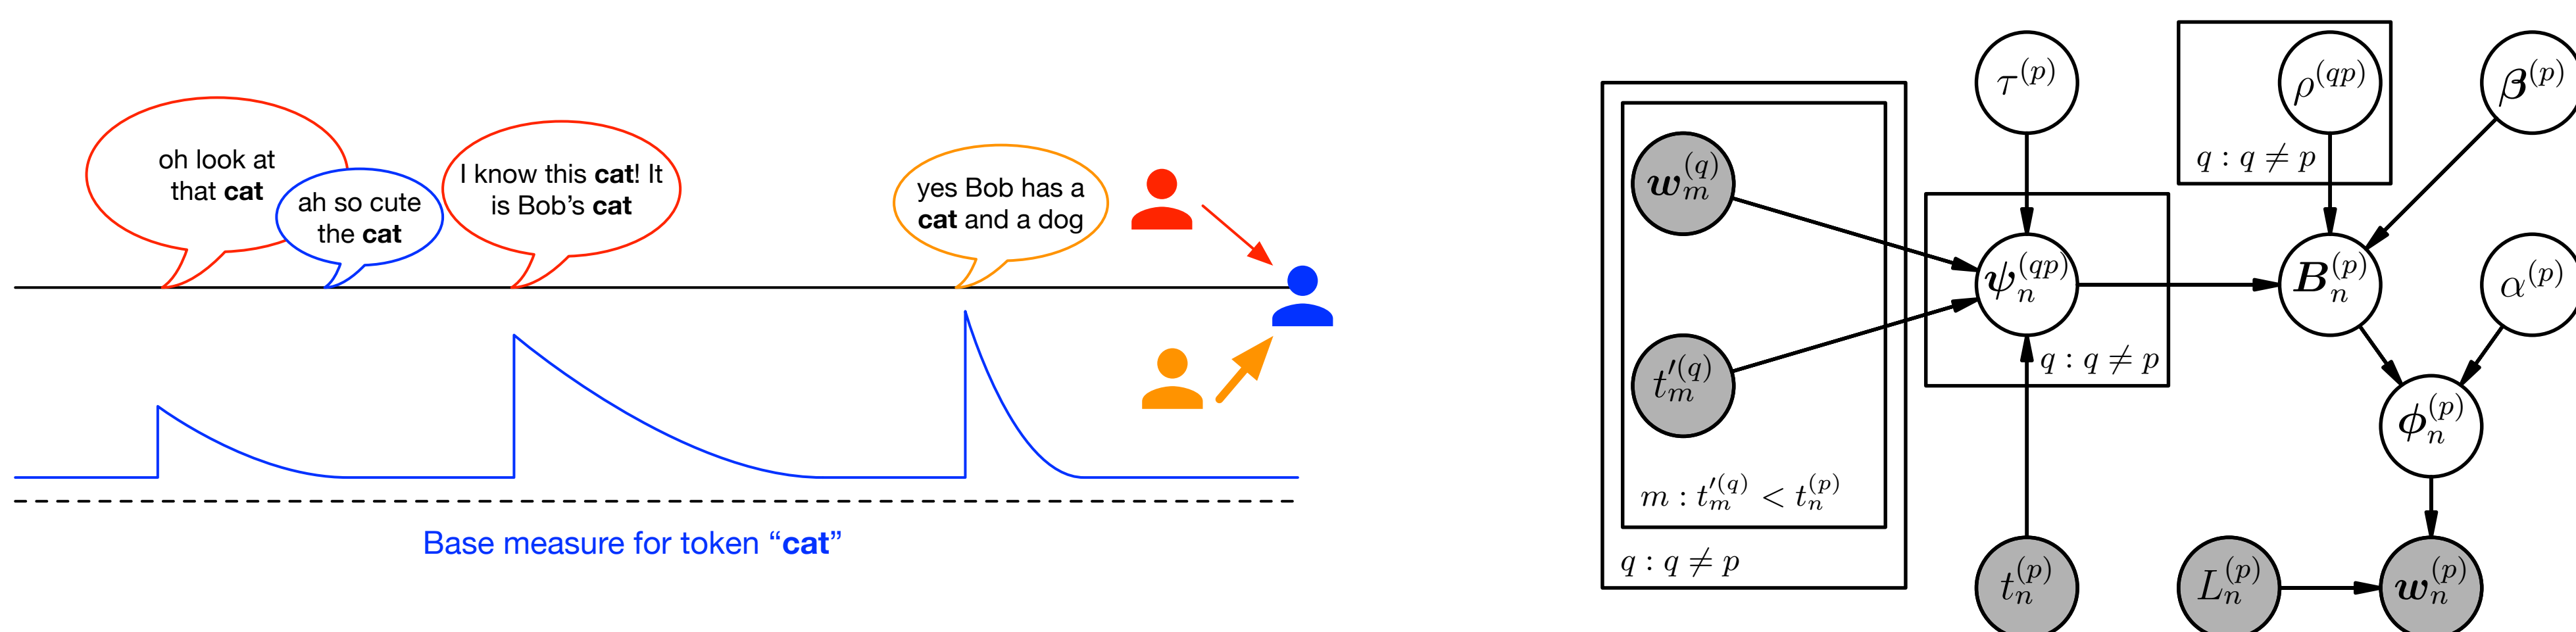 oh look at
that cat
ah so cute
the cat
I know this cat! It
is Bob's cat
yes Bob has a
cat and a dog
Base measure for token “cat”
w_m^{(q)}
t_m'^{(q)}
m : t_m'^{(q)} < t_n^{(p)}
q : q ≠ p
τ^{(p)}
ψ_n^{(qp)}
q : q ≠ p
t_n^{(p)}
ρ^{(qp)}
q : q ≠ p
β^{(p)}
B_n^{(p)}
α^{(p)}
ϕ_n^{(p)}
L_n^{(p)}
w_n^{(p)}